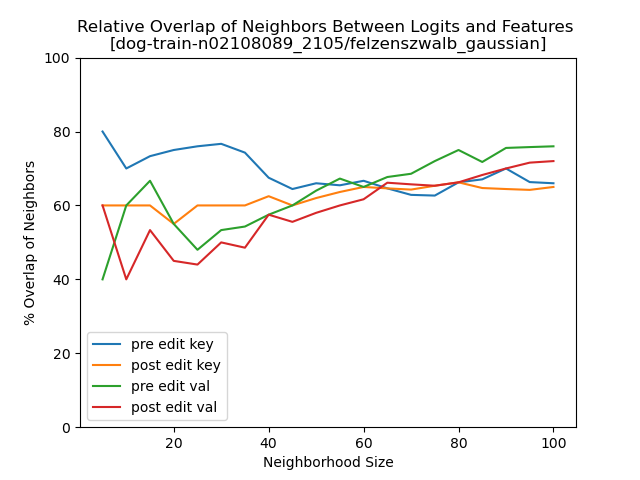 Relative Overlap of Neighbors Between Logits and Features
[dog-train-n02108089_2105/felzenszwalb_gaussian]
100
80
60
40
20
0
% Overlap of Neighbors
pre edit key
post edit key
pre edit val
post edit val
20 40 60 80 100
Neighborhood Size